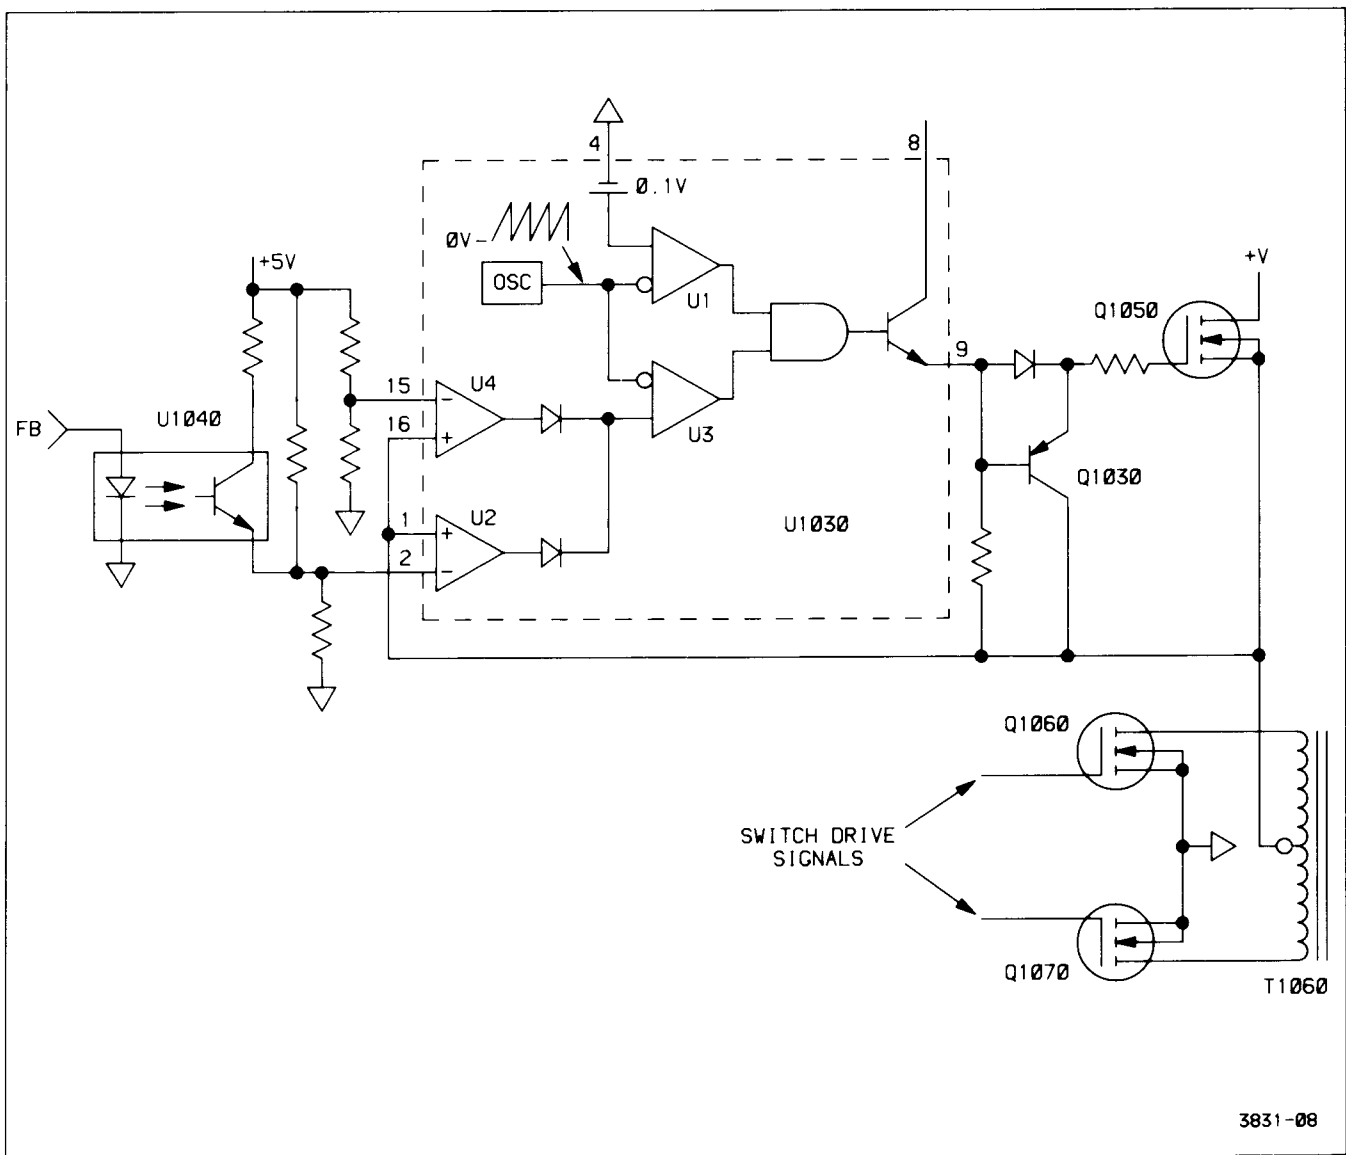 4
8
0.1V
0V-
OSC
U1
+5V
+V
Q1050
9
15
U4
16
U3
FB
U1040
Q1030
1
U2
2
U1030
Q1060
SWITCH DRIVE
SIGNALS
Q1070
T1060
3831-08